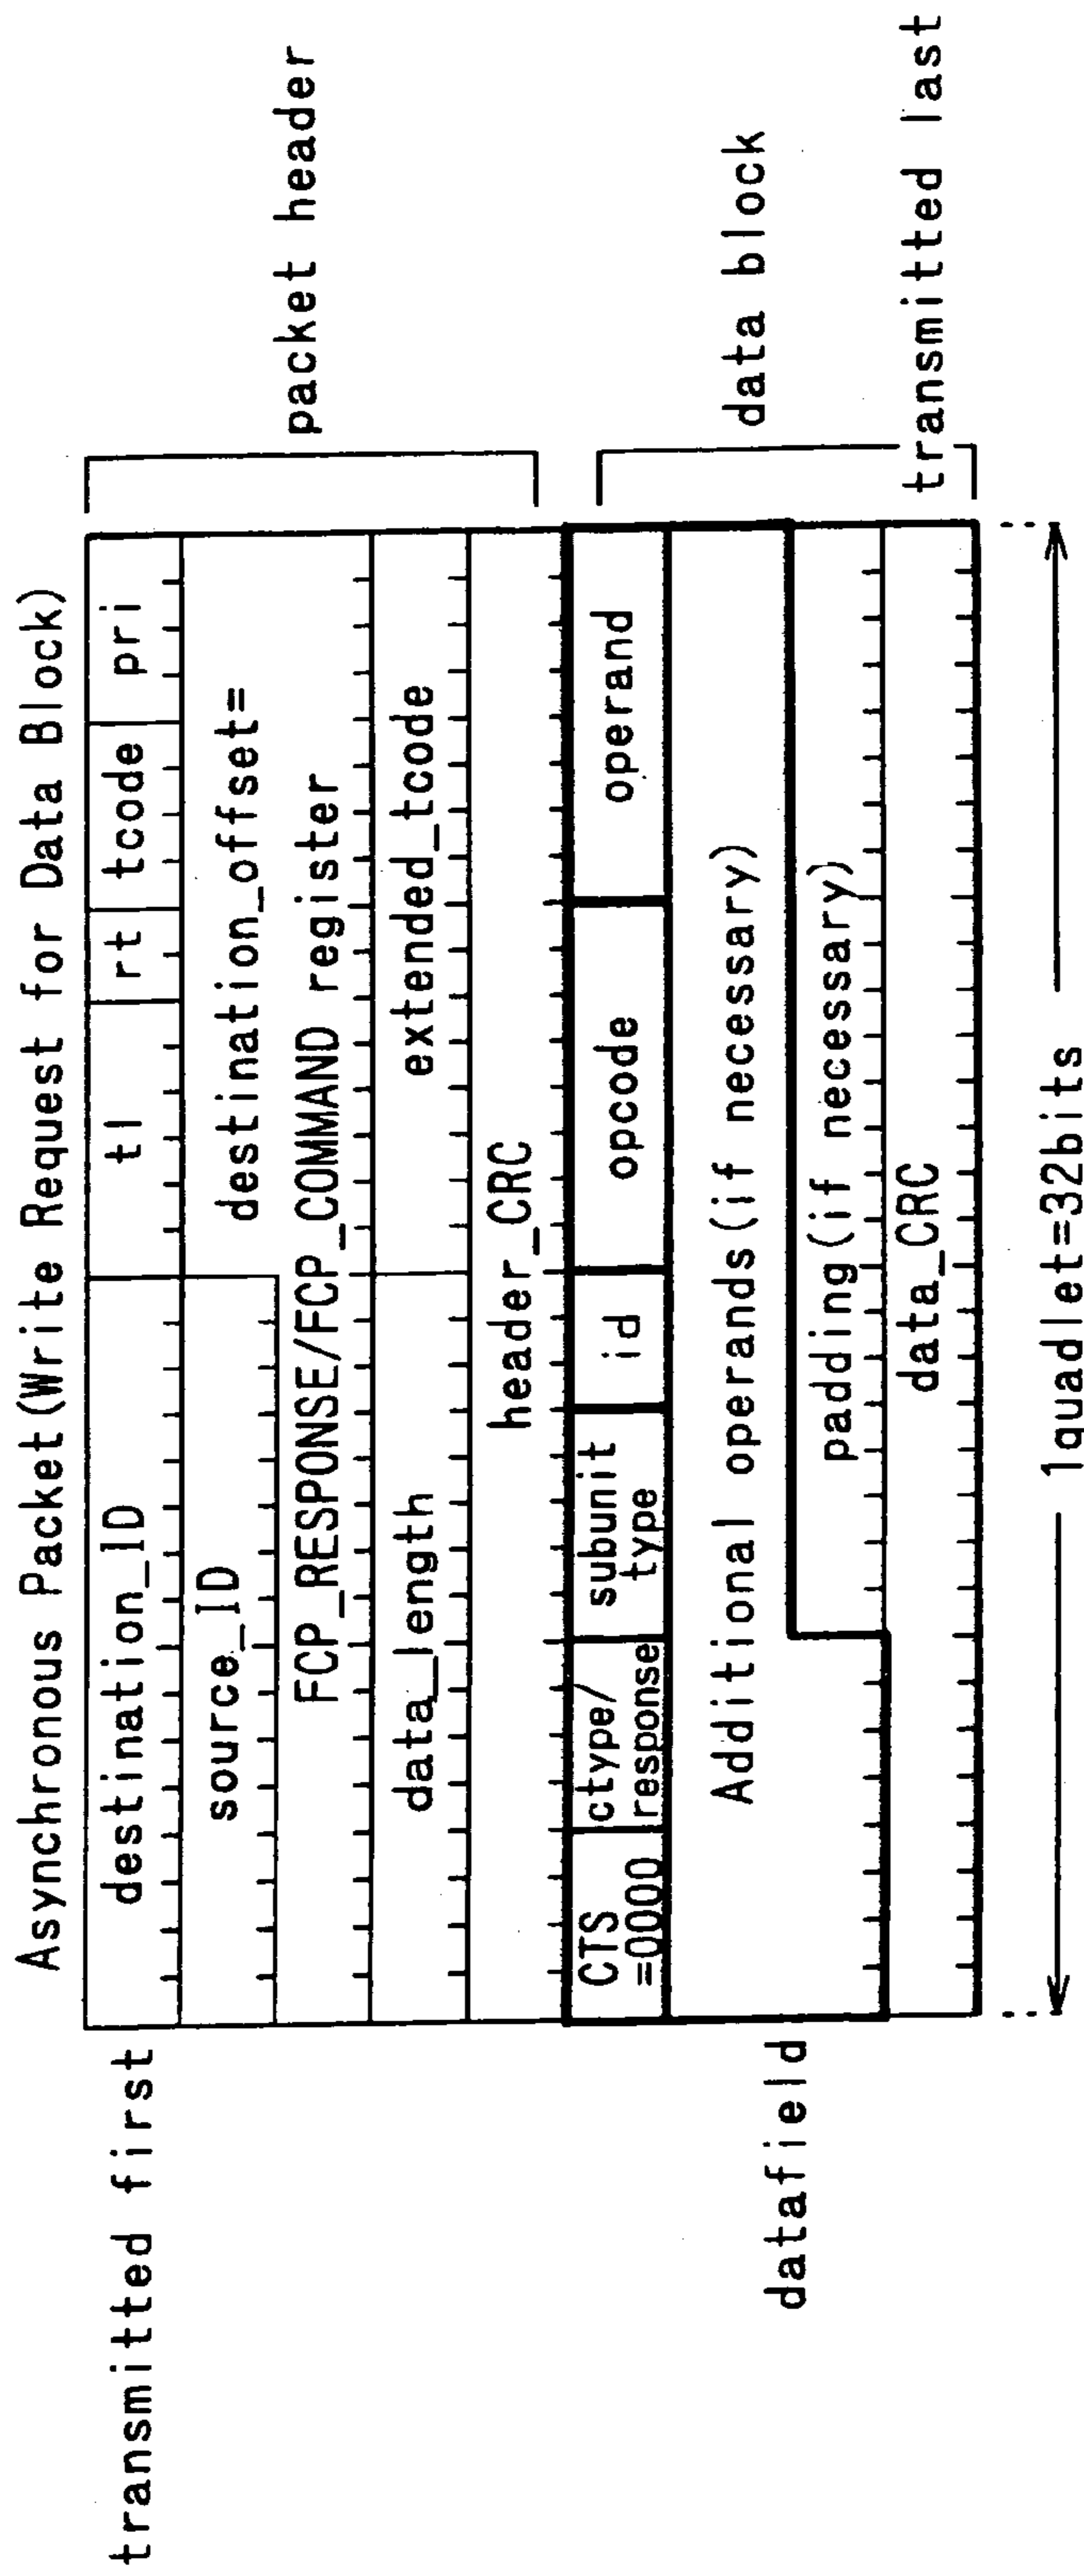 Asynchronous Packet(Write Request for Data Block)
transmitted first
destination_ID
tl
rt
tcode
pri
source_ID
destination_offset=
FCP_RESPONSE/FCP_COMMAND register
data_length
extended_tcode
header_CRC
packet header
CTS
=0000
ctype/
response
subunit
type
id
opcode
operand
Additional operands(if necessary)
datafield
padding(if necessary)
data_CRC
data block
transmitted last
1quadlet=32bits